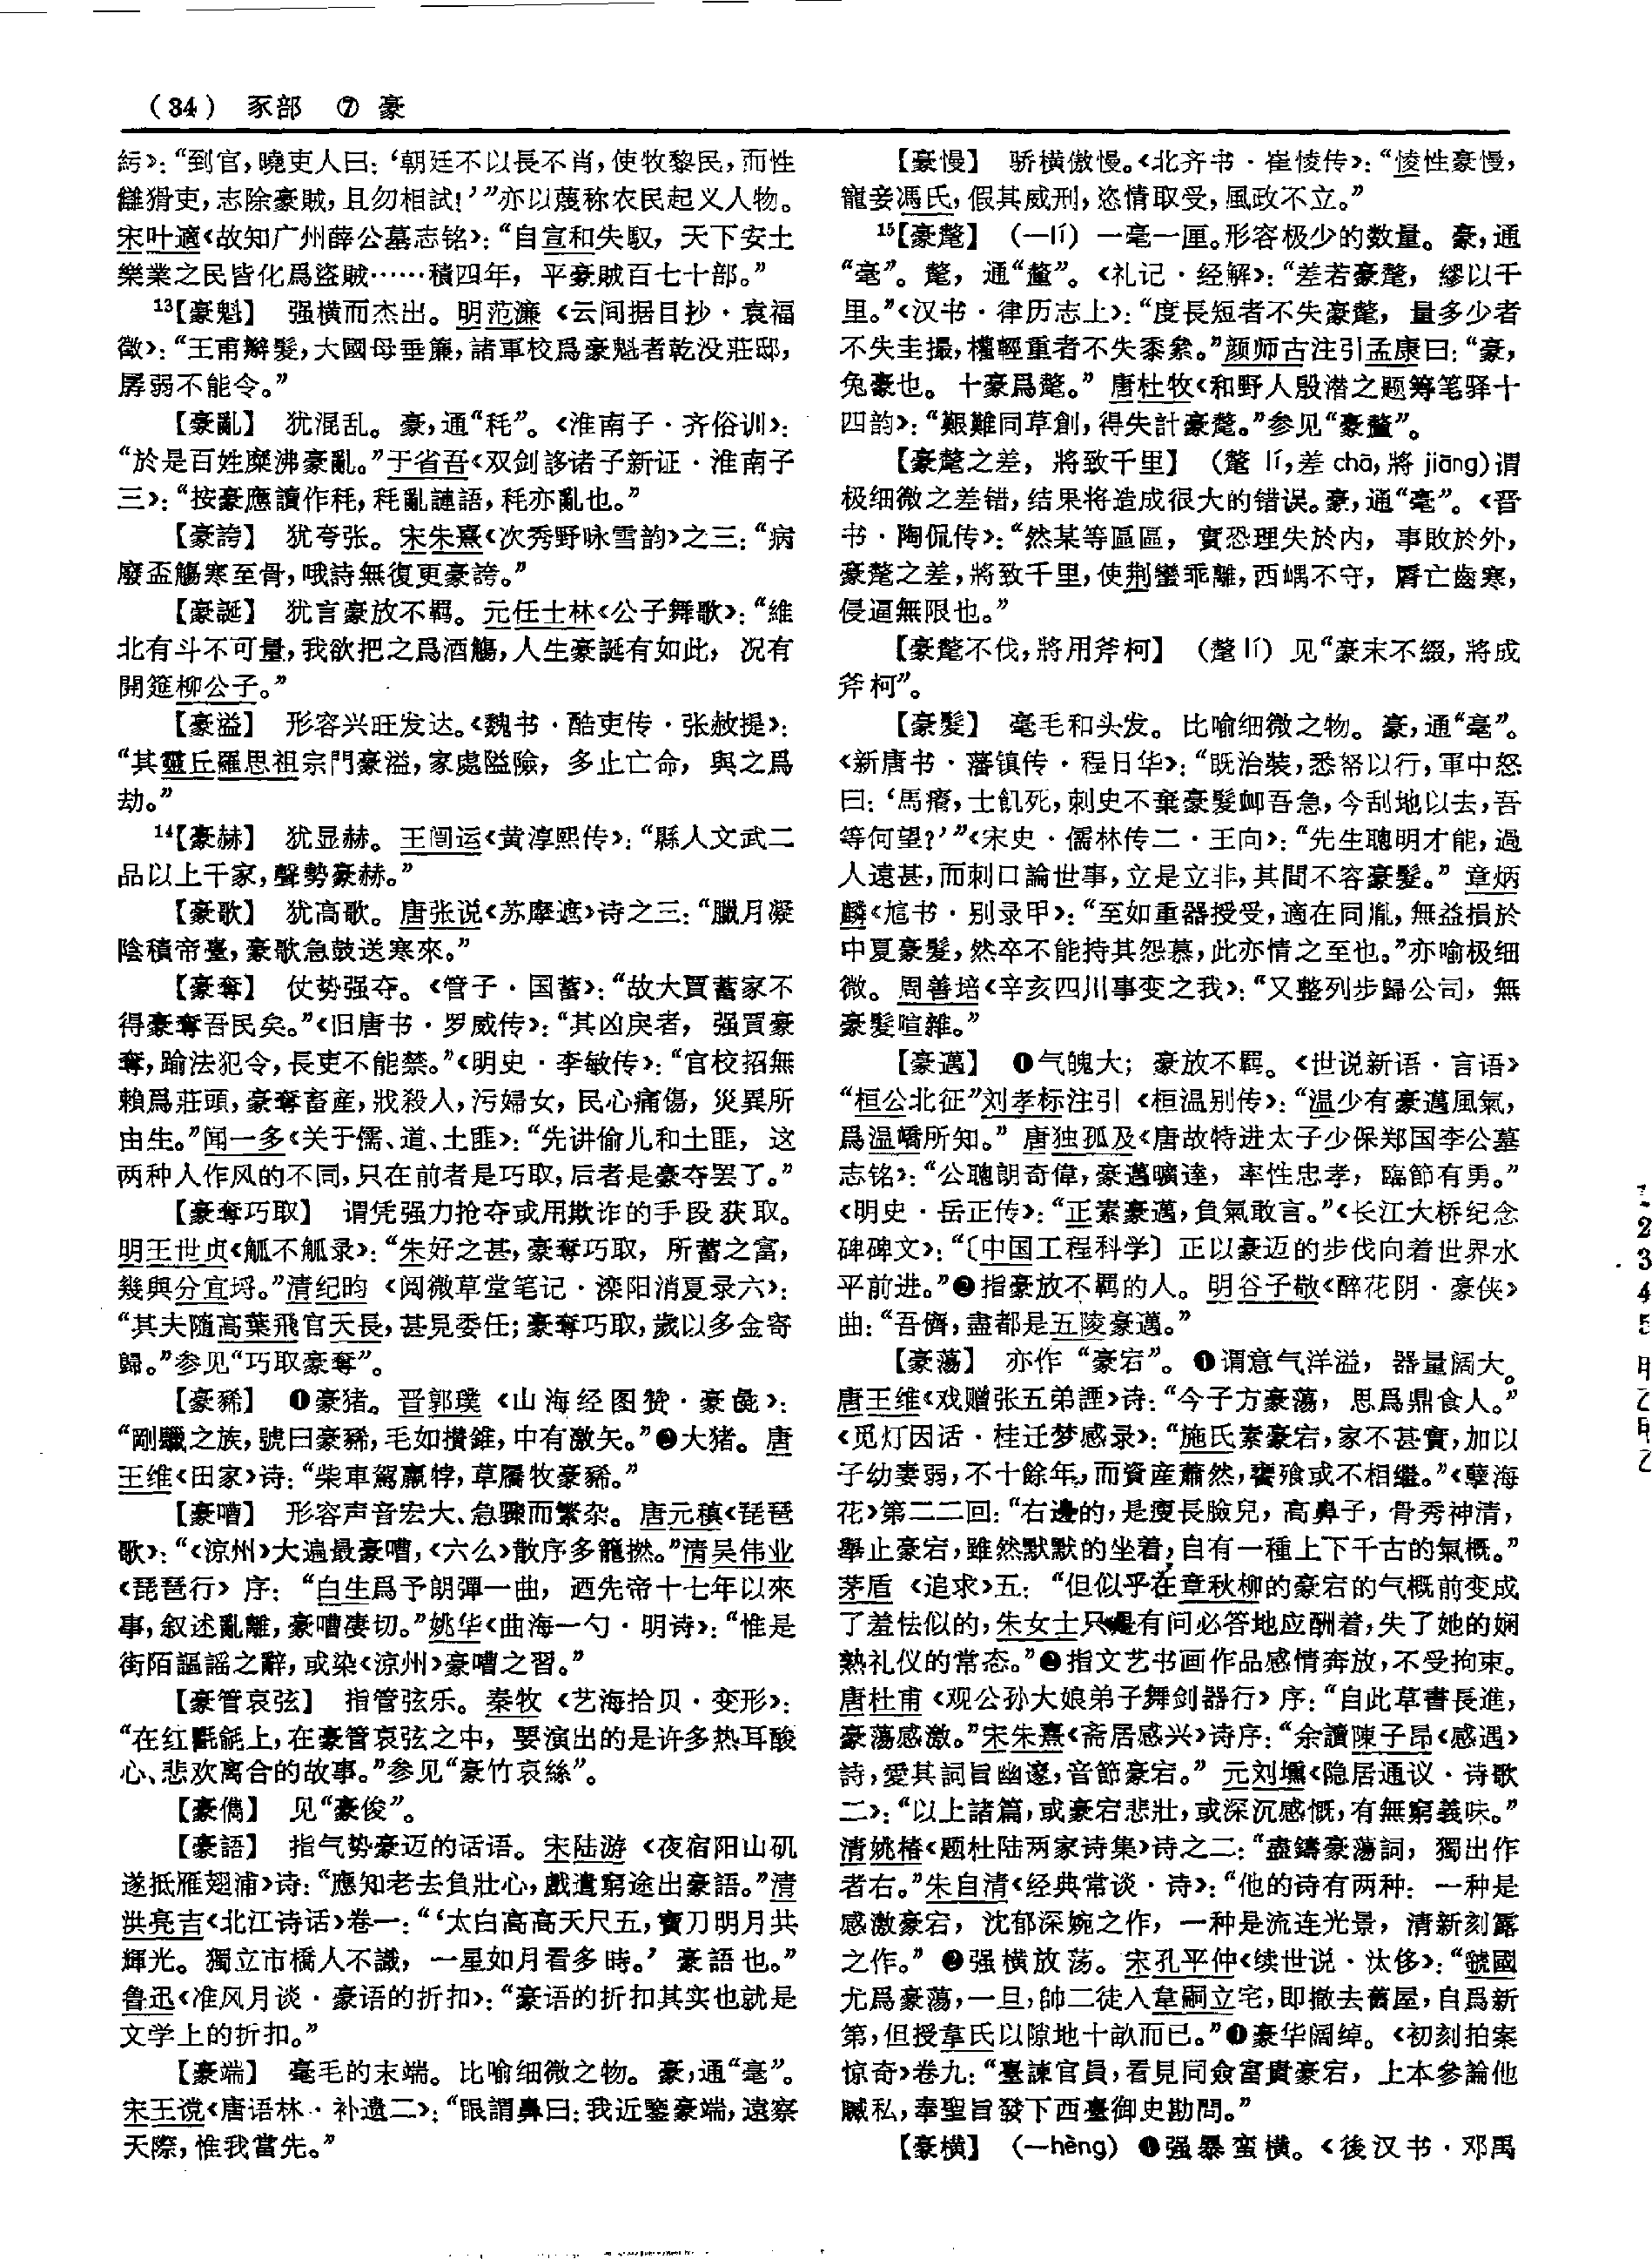 （34） 豕部 ⑦ 豪
紆》：“到官，曉吏人曰：‘朝廷不以長不肖，使牧黎民，而性
讎猾吏，志除豪賊，且勿相試！’”亦以蔑称农民起义人物。
宋叶適《故知广州薛公墓志铭》：“自宣和失馭，天下安土
樂業之民皆化爲盜賊……積四年，平豪賊百七十部。”
¹³【豪魁】 强横而杰出。明范濂《云间据目抄·袁福
徵》：“王甫辮髮，大國母垂簾，諸軍校爲豪魁者乾没莊邸，
孱弱不能令。”
【豪亂】 犹混乱。豪，通“秏”。《淮南子·齐俗训》：
“於是百姓糜沸豪亂。”于省吾《双剑誃诸子新证·淮南子
三》：“按豪應讀作秏，秏亂謰語，秏亦亂也。”
【豪誇】 犹夸张。宋朱熹《次秀野咏雪韵》之三：“病
廢盃觴寒至骨，哦詩無復更豪誇。”
【豪誕】 犹言豪放不羁。元任士林《公子舞歌》：“維
北有斗不可量，我欲把之爲酒觴，人生豪誕有如此，况有
開筵柳公子。”
【豪溢】 形容兴旺发达。《魏书·酷吏传·张赦提》：
“其靈丘羅思祖宗門豪溢，家處隘險，多止亡命，與之爲
劫。”
¹⁴【豪赫】 犹显赫。王闿运《黄淳熙传》：“縣人文武二
品以上千家，聲勢豪赫。”
【豪歌】 犹高歌。唐张说《苏摩遮》诗之三：“臘月凝
陰積帝臺，豪歌急鼓送寒來。”
【豪奪】 仗势强夺。《管子·国蓄》：“故大賈蓄家不
得豪奪吾民矣。”《旧唐书·罗威传》：“其凶戾者，强買豪
奪，踰法犯令，長吏不能禁。”《明史·李敏传》：“官校招無
賴爲莊頭，豪奪畜産，戕殺人，污婦女，民心痛傷，災異所
由生。”闻一多《关于儒、道、土匪》：“先讲偷儿和土匪，这
两种人作风的不同，只在前者是巧取，后者是豪夺罢了。”
【豪奪巧取】 谓凭强力抢夺或用欺诈的手段获取。
明王世贞《觚不觚录》：“朱好之甚，豪奪巧取，所蓄之富，
幾與分宜埒。”清纪昀《阅微草堂笔记·滦阳消夏录六》：
“其夫隨高葉飛官天長，甚見委任；豪奪巧取，歲以多金寄
歸。”参见“巧取豪奪”。
【豪豨】 ❶豪猪。晋郭璞《山海经图赞·豪彘》：
“剛鬣之族，號曰豪豨，毛如攢錐，中有激矢。”❷大猪。唐
王维《田家》诗：“柴車駕羸牸，草屩牧豪豨。”
【豪嘈】 形容声音宏大、急骤而繁杂。唐元稹《琵琶
歌》：“《涼州》大遍最豪嘈，《六么》散序多籠撚。”清吴伟业
《琵琶行》序：“白生爲予朗彈一曲，迺先帝十七年以來
事，叙述亂離，豪嘈凄切。”姚华《曲海一勺·明诗》：“惟是
街陌謳謡之辭，或染《涼州》豪嘈之習。”
【豪管哀弦】 指管弦乐。秦牧《艺海拾贝·变形》：
“在红氍毹上，在豪管哀弦之中，要演出的是许多热耳酸
心、悲欢离合的故事。”参见“豪竹哀絲”。
【豪儁】 见“豪俊”。
【豪語】 指气势豪迈的话语。宋陆游《夜宿阳山矶
遂抵雁翅浦》诗：“應知老去負壯心，戲遣窮途出豪語。”清
洪亮吉《北江诗话》卷一：“‘太白高高天尺五，寶刀明月共
輝光。獨立市橋人不識，一星如月看多時。’豪語也。”
鲁迅《准风月谈·豪语的折扣》：“豪语的折扣其实也就是
文学上的折扣。”
【豪端】 毫毛的末端。比喻细微之物。豪，通“毫”。
宋王谠《唐语林·补遗二》：“眼謂鼻曰：我近鑒豪端，遠察
天際，惟我當先。”
【豪慢】 骄横傲慢。《北齐书·崔㥄传》：“㥄性豪慢，
寵妾馮氏，假其威刑，恣情取受，風政不立。”
¹⁵【豪氂】 （—lí）一毫一厘。形容极少的数量。豪，通
“毫”。氂，通“釐”。《礼记·经解》：“差若豪氂，繆以千
里。”《汉书·律历志上》：“度長短者不失豪氂，量多少者
不失圭撮，權輕重者不失黍絫。”颜师古注引孟康曰：“豪，
兔豪也。十豪爲氂。”唐杜牧《和野人殷潜之题筹笔驿十
四韵》：“艱難同草創，得失計豪氂。”参见“豪釐”。
【豪氂之差，將致千里】 （氂 lí，差 chā，將 jiāng）谓
极细微之差错，结果将造成很大的错误。豪，通“毫”。《晋
书·陶侃传》：“然某等區區，實恐理失於内，事敗於外，
豪氂之差，將致千里，使荆蠻乖離，西嵎不守，脣亡齒寒，
侵逼無限也。”
【豪氂不伐，將用斧柯】 （氂 lí）见“豪末不掇，將成
斧柯”。
【豪髮】 毫毛和头发。比喻细微之物。豪，通“毫”。
《新唐书·藩镇传·程日华》：“既治裝，悉帑以行，軍中怒
曰：‘馬瘠，士飢死，刺史不棄豪髮卹吾急，今刮地以去，吾
等何望？’”《宋史·儒林传二·王向》：“先生聰明才能，過
人遠甚，而刺口論世事，立是立非，其間不容豪髮。”章炳
麟《訄书·别录甲》：“至如重器授受，適在同胤，無益損於
中夏豪髮，然卒不能持其怨慕，此亦情之至也。”亦喻极细
微。周善培《辛亥四川事变之我》：“又整列步歸公司，無
豪髮喧雜。”
【豪邁】 ❶气魄大；豪放不羁。《世说新语·言语》
“桓公北征”刘孝标注引《桓温别传》：“温少有豪邁風氣，
爲温嶠所知。”唐独孤及《唐故特进太子少保郑国李公墓
志铭》：“公聰朗奇偉，豪邁曠達，率性忠孝，臨節有勇。”
《明史·岳正传》：“正素豪邁，負氣敢言。”《长江大桥纪念
碑碑文》：“〔中国工程科学〕正以豪迈的步伐向着世界水
平前进。”❷指豪放不羁的人。明谷子敬《醉花阴·豪侠》
曲：“吾儕，盡都是五陵豪邁。”
【豪蕩】 亦作“豪宕”。❶谓意气洋溢，器量阔大。
唐王维《戏赠张五弟諲》诗：“今子方豪蕩，思爲鼎食人。”
《觅灯因话·桂迁梦感录》：“施氏素豪宕，家不甚實，加以
子幼妻弱，不十餘年，而資産蕭然，饔飧或不相繼。”《孽海
花》第二二回：“右邊的，是瘦長臉兒，高鼻子，骨秀神清，
舉止豪宕，雖然默默的坐着，自有一種上下千古的氣概。”
茅盾《追求》五：“但似乎在章秋柳的豪宕的气概前变成
了羞怯似的，朱女士只是有问必答地应酬着，失了她的娴
熟礼仪的常态。”❷指文艺书画作品感情奔放，不受拘束。
唐杜甫《观公孙大娘弟子舞剑器行》序：“自此草書長進，
豪蕩感激。”宋朱熹《斋居感兴》诗序：“余讀陳子昂《感遇》
詩，愛其詞旨幽邃，音節豪宕。”元刘壎《隐居通议·诗歌
二》：“以上諸篇，或豪宕悲壯，或深沉感慨，有無窮義味。”
清姚椿《题杜陆两家诗集》诗之二：“盡鑄豪蕩詞，獨出作
者右。”朱自清《经典常谈·诗》：“他的诗有两种：一种是
感激豪宕，沈郁深婉之作，一种是流连光景，清新刻露
之作。”❸强横放荡。宋孔平仲《续世说·汰侈》：“虢國
尤爲豪蕩，一旦，帥二徒入韋嗣立宅，即撤去舊屋，自爲新
第，但授韋氏以隙地十畝而已。”❹豪华阔绰。《初刻拍案
惊奇》卷九：“臺諫官員，看見同僉富貴豪宕，上本參論他
贓私，奉聖旨發下西臺御史勘問。”
【豪横】 （—hèng）❶强暴蛮横。《後汉书·邓禹